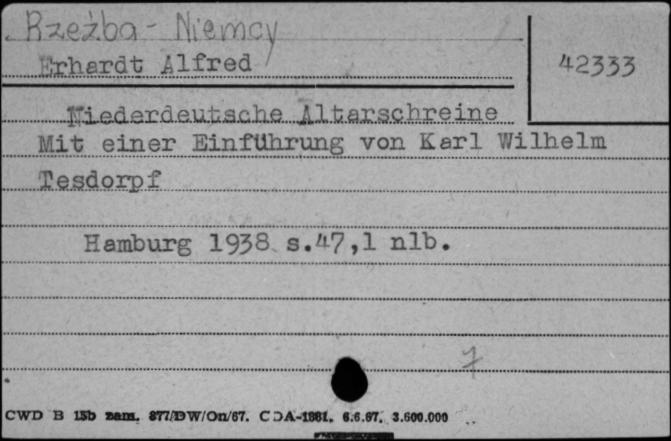 Rzeźba - Niemcy
Erhardt Alfred
42333
Niederdeutsche Altarschreine
Mit einer Einführung von Karl Wilhelm
Tesdorpf
Hamburg 1938 s.47,1 nlb.
7
CWD B 15b zam. 877/DW/On/67. CDA-1881. 6.6.67. 3.600.000